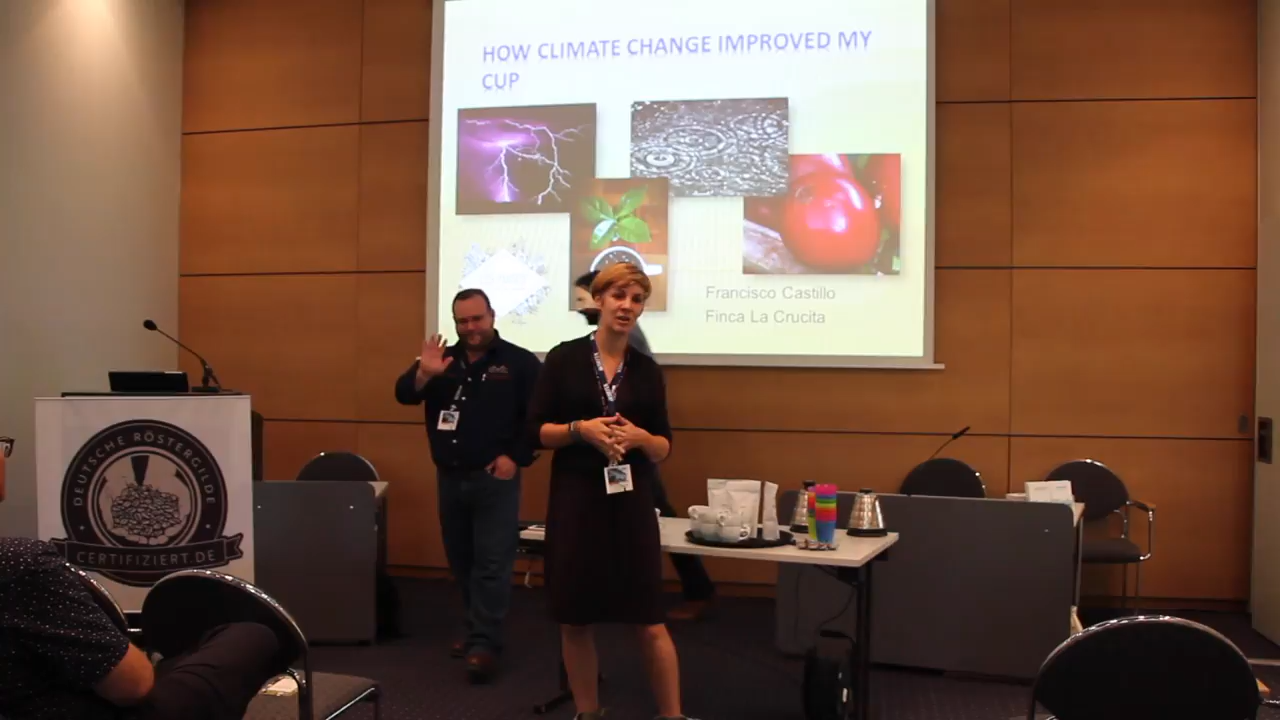 HOW CLIMATE CHANGE IMPROVED MY
CUP
Francisco Castillo
Finca La Crucita
DEUTSCHE RÖSTERGILDE
CERTIFIZIERT.DE